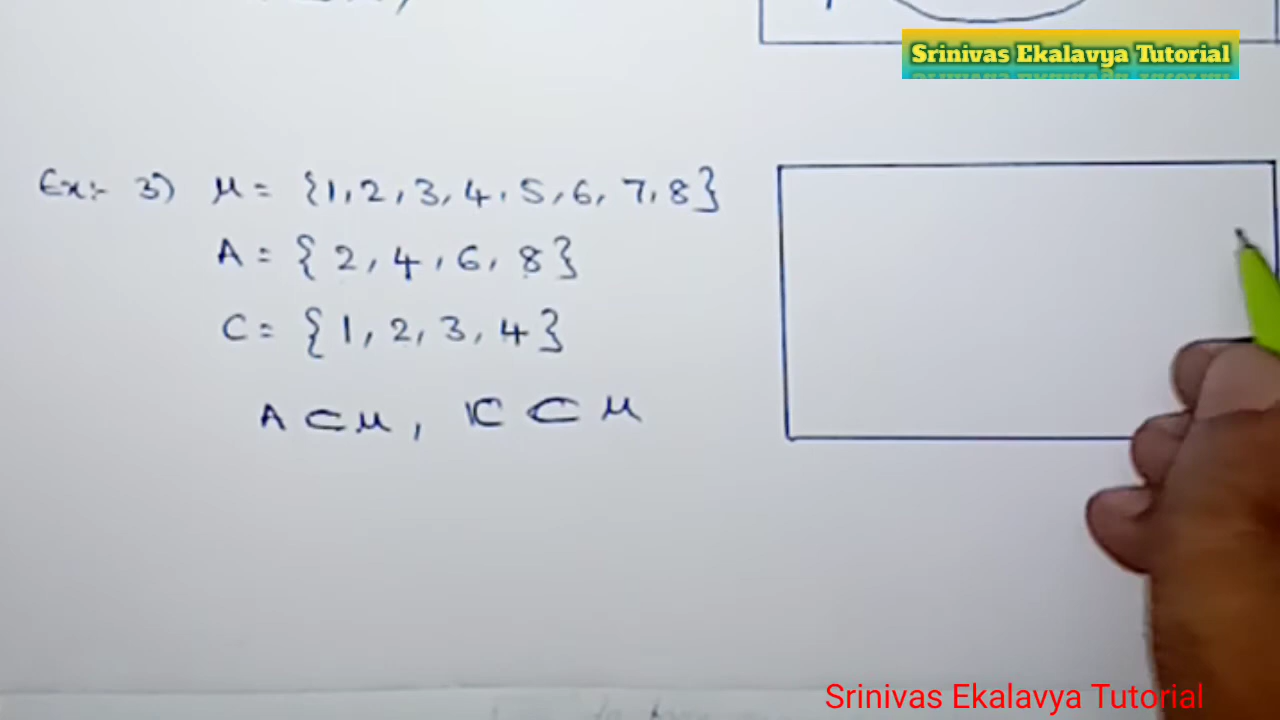 Srinivas Ekalavya Tutorial
Ex:- 3) μ = {1, 2, 3, 4, 5, 6, 7, 8}
A = {2, 4, 6, 8}
C = {1, 2, 3, 4}
A ⊂ μ, C ⊂ μ
Srinivas Ekalavya Tutorial